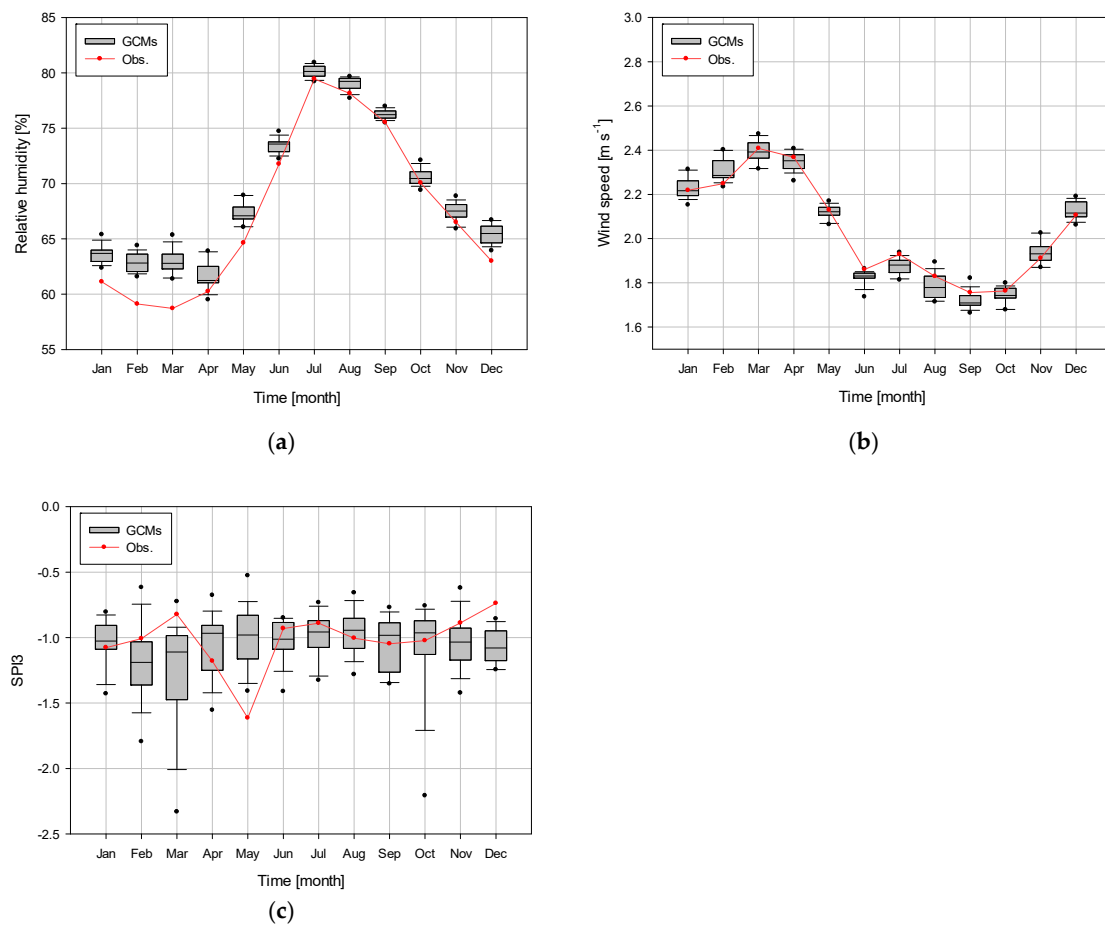 85
80
75
70
65
60
55
Relative humidity [%]
GCMs
Obs.
Jan Feb Mar Apr May Jun Jul Aug Sep Oct Nov Dec
Time [month]
(a)
3.0
2.8
2.6
2.4
2.2
2.0
1.8
1.6
Wind speed [m s⁻¹]
GCMs
Obs.
Jan Feb Mar Apr May Jun Jul Aug Sep Oct Nov Dec
Time [month]
(b)
0.0
-0.5
-1.0
-1.5
-2.0
-2.5
SPI3
GCMs
Obs.
Jan Feb Mar Apr May Jun Jul Aug Sep Oct Nov Dec
Time [month]
(c)